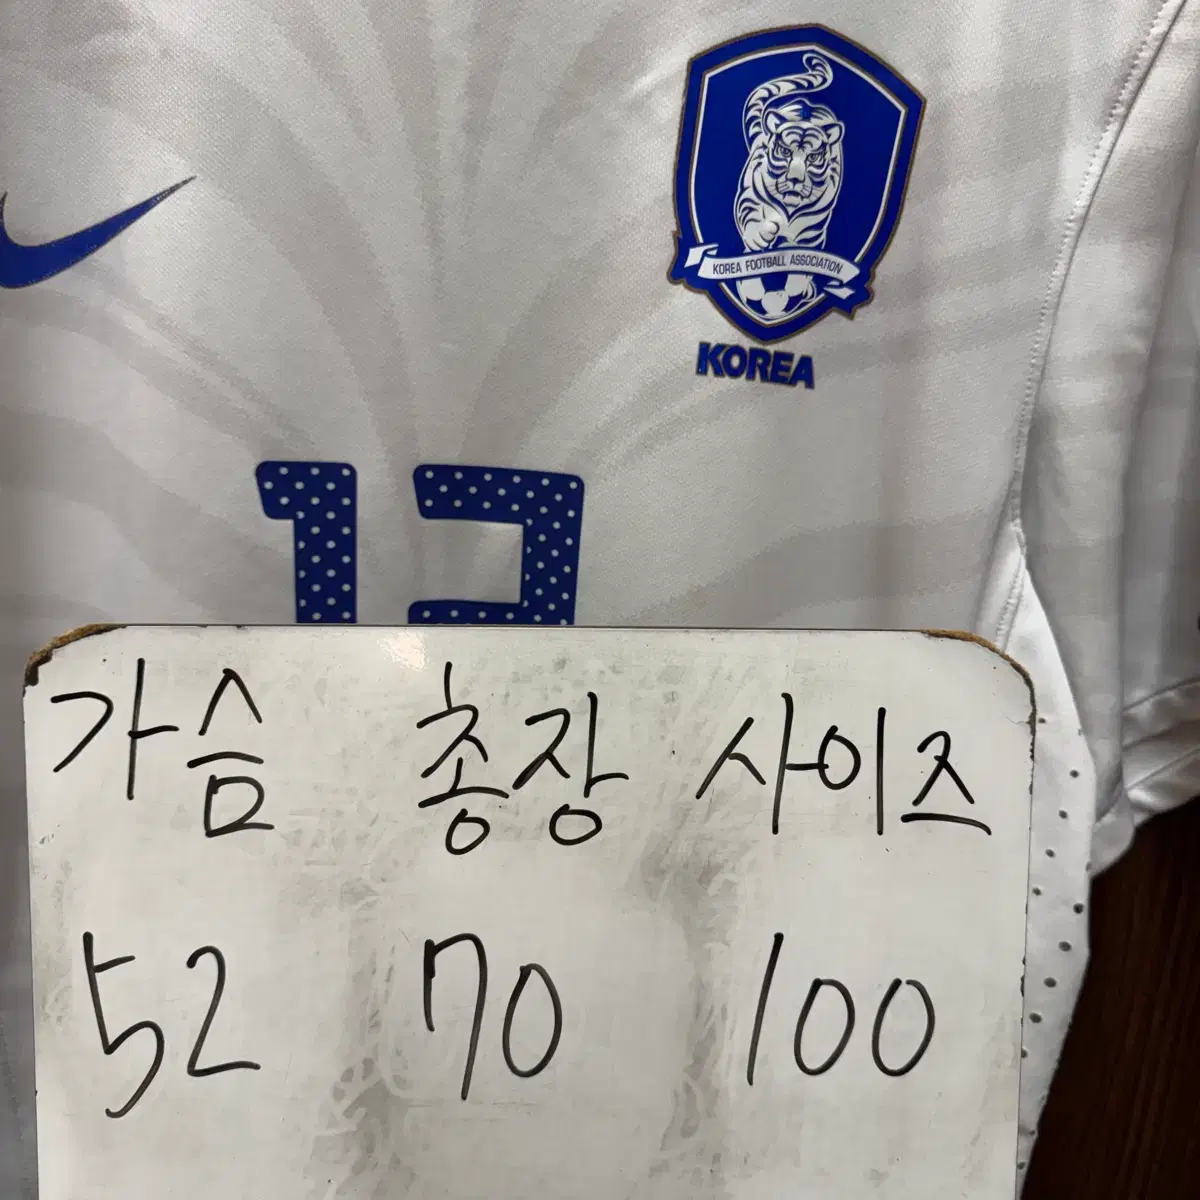 KOREA FOOTBALL ASSOCIATION
KOREA
가슴 총장 사이즈
52 70 100